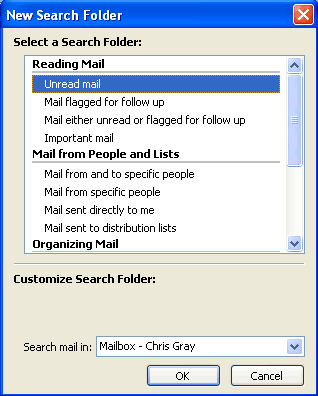 New Search Folder
Select a Search Folder:
Reading Mail
Unread mail
Mail flagged for follow up
Mail either unread or flagged for follow up
Important mail
Mail from People and Lists
Mail from and to specific people
Mail from specific people
Mail sent directly to me
Mail sent to distribution lists
Organizing Mail
Customize Search Folder:
Search mail in: Mailbox - Chris Gray
OK Cancel